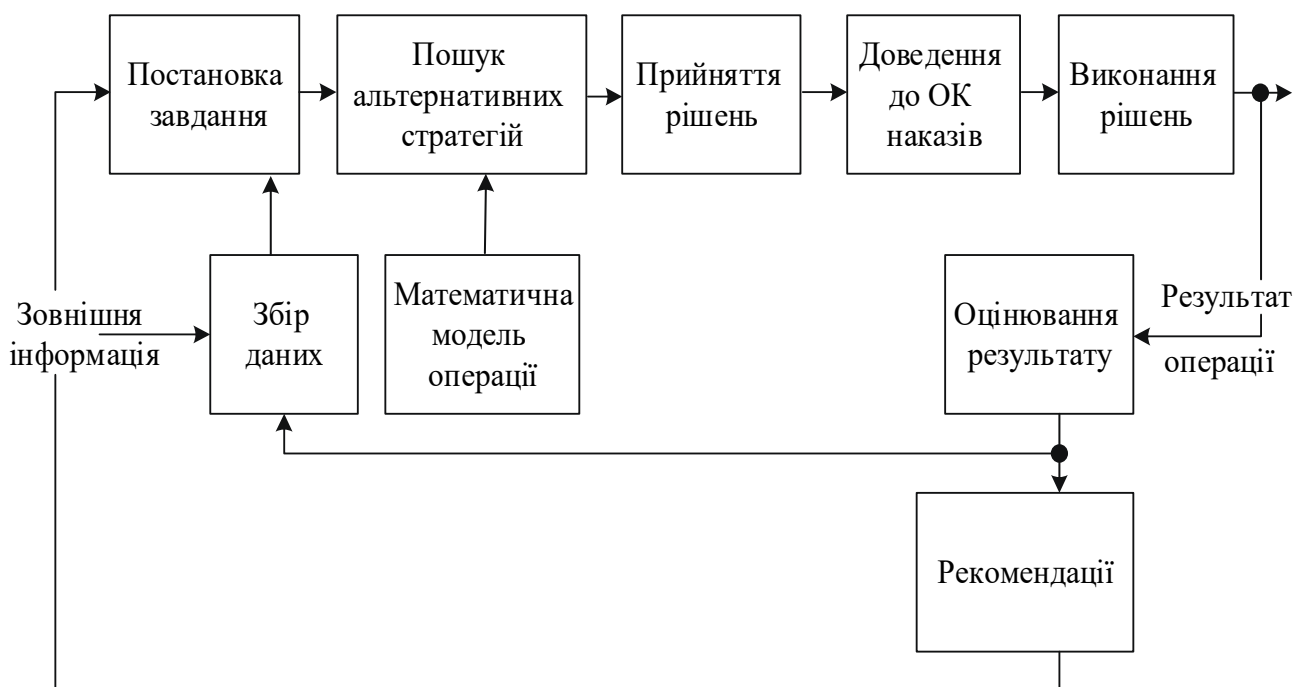 Постановка
завдання
Пошук
альтернативних
стратегій
Прийняття
рішень
Доведення
до ОК
наказів
Виконання
рішень
Зовнішня
інформація
Збір
даних
Математична
модель
операції
Оцінювання
результату
Результат
операції
Рекомендації